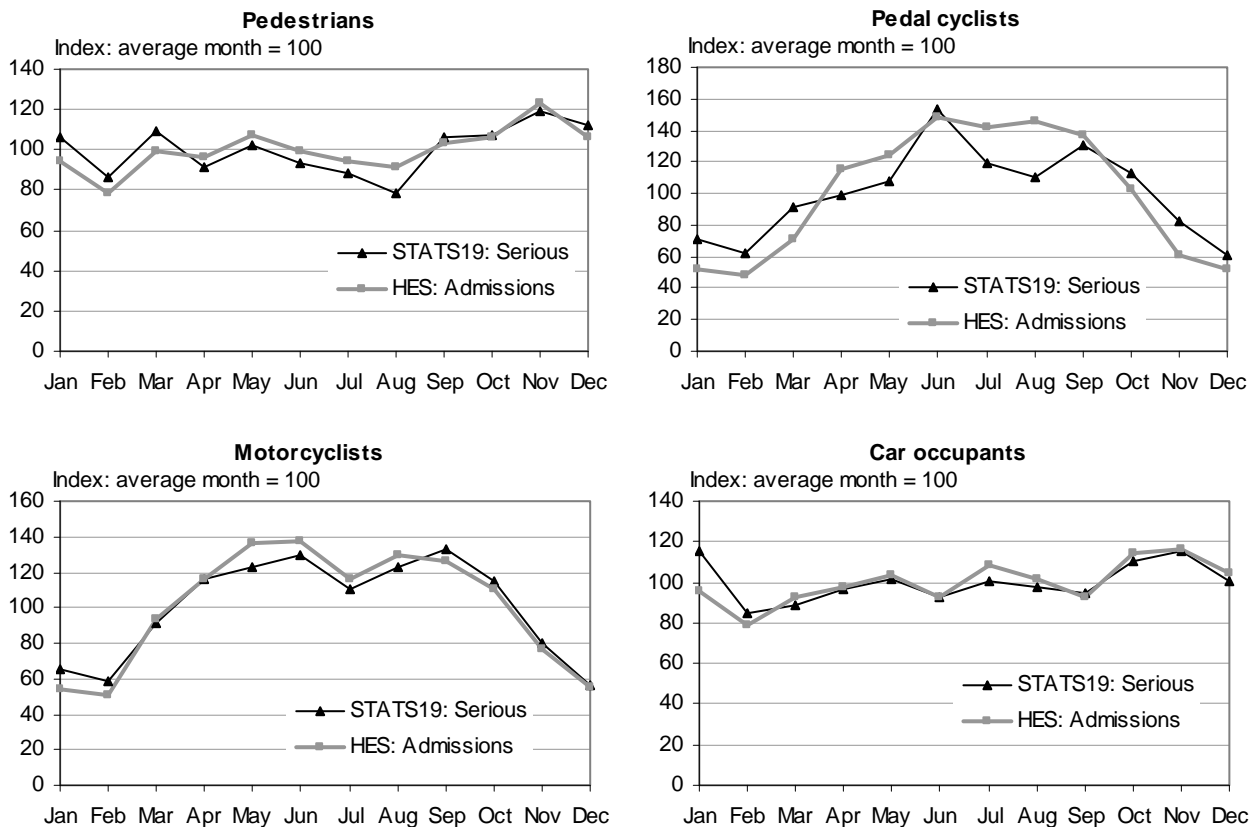 Pedestrians
Index: average month = 100
140
120
100
80
60
40
20
0
STATS19: Serious
HES: Admissions
Jan Feb Mar Apr May Jun Jul Aug Sep Oct Nov Dec
Pedal cyclists
Index: average month = 100
180
160
140
120
100
80
60
40
20
0
STATS19: Serious
HES: Admissions
Jan Feb Mar Apr May Jun Jul Aug Sep Oct Nov Dec
Motorcyclists
Index: average month = 100
160
140
120
100
80
60
40
20
0
STATS19: Serious
HES: Admissions
Jan Feb Mar Apr May Jun Jul Aug Sep Oct Nov Dec
Car occupants
Index: average month = 100
140
120
100
80
60
40
20
0
STATS19: Serious
HES: Admissions
Jan Feb Mar Apr May Jun Jul Aug Sep Oct Nov Dec